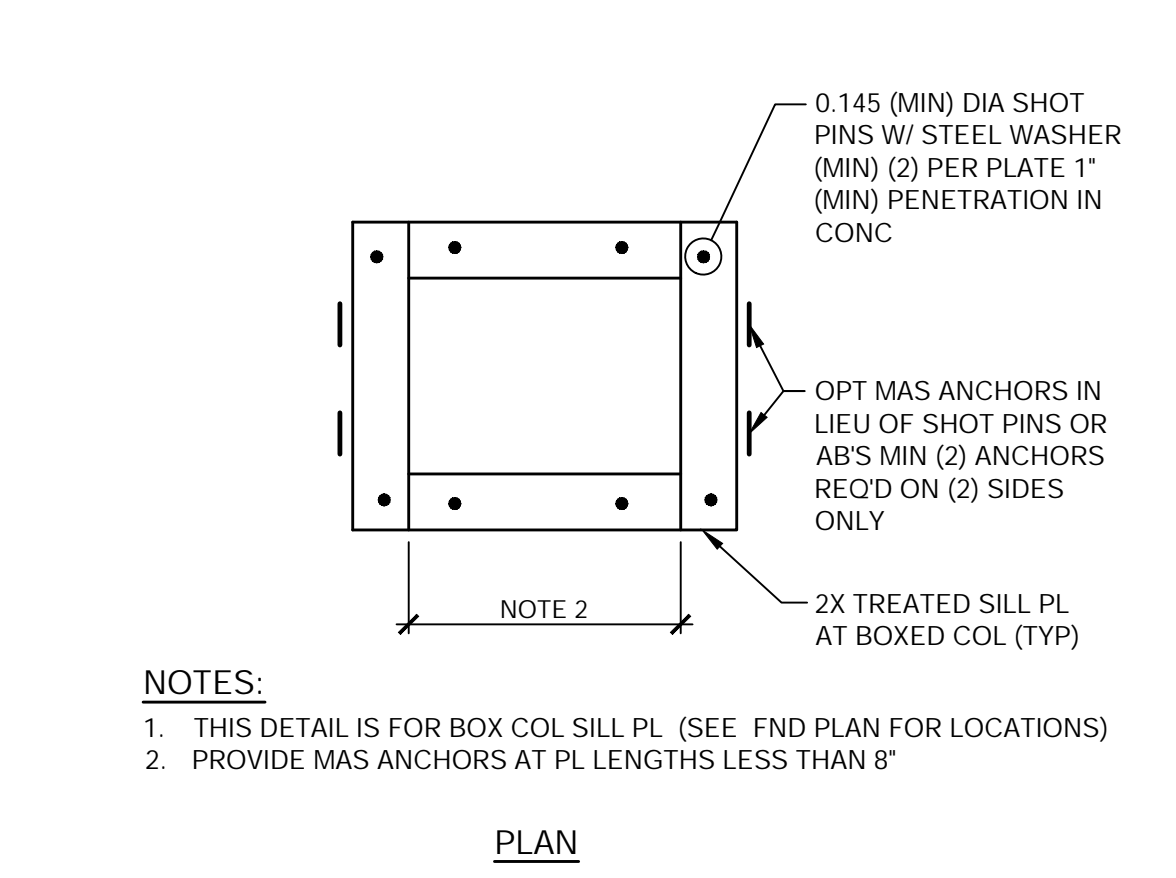 0.145 (MIN) DIA SHOT
PINS W/ STEEL WASHER
(MIN) (2) PER PLATE 1"
(MIN) PENETRATION IN
CONC
OPT MAS ANCHORS IN
LIEU OF SHOT PINS OR
AB'S MIN (2) ANCHORS
REQ'D ON (2) SIDES
ONLY
2X TREATED SILL PL
AT BOXED COL (TYP)
NOTE 2
NOTES:
1. THIS DETAIL IS FOR BOX COL SILL PL (SEE FND PLAN FOR LOCATIONS)
2. PROVIDE MAS ANCHORS AT PL LENGTHS LESS THAN 8"
PLAN